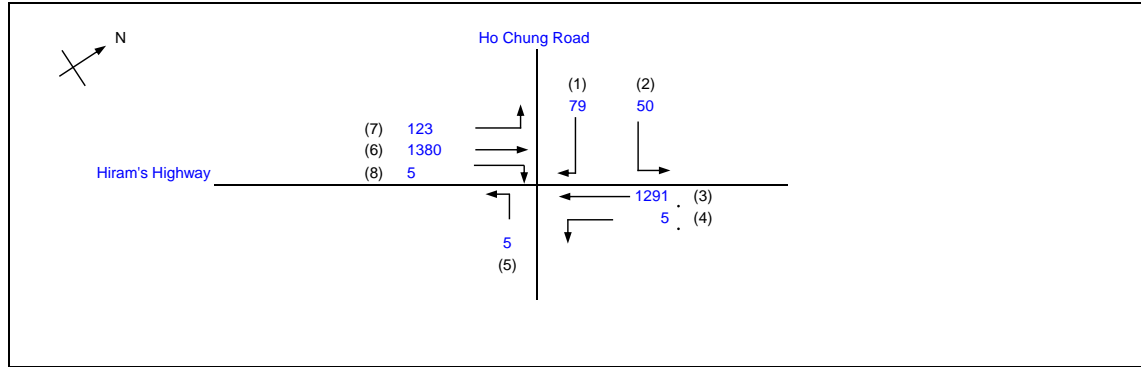 N
Ho Chung Road
(1) (2)
79 50
(7) 123
(6) 1380
(8) 5
Hiram's Highway
1291 . (3)
5 . (4)
5
(5)